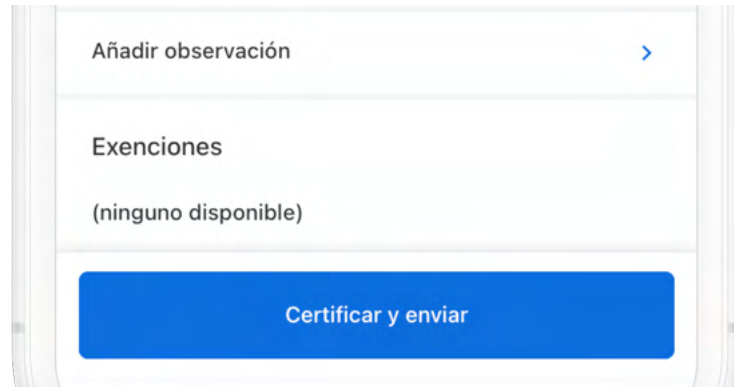 Añadir observación
Exenciones
(ninguno disponible)
Certificar y enviar